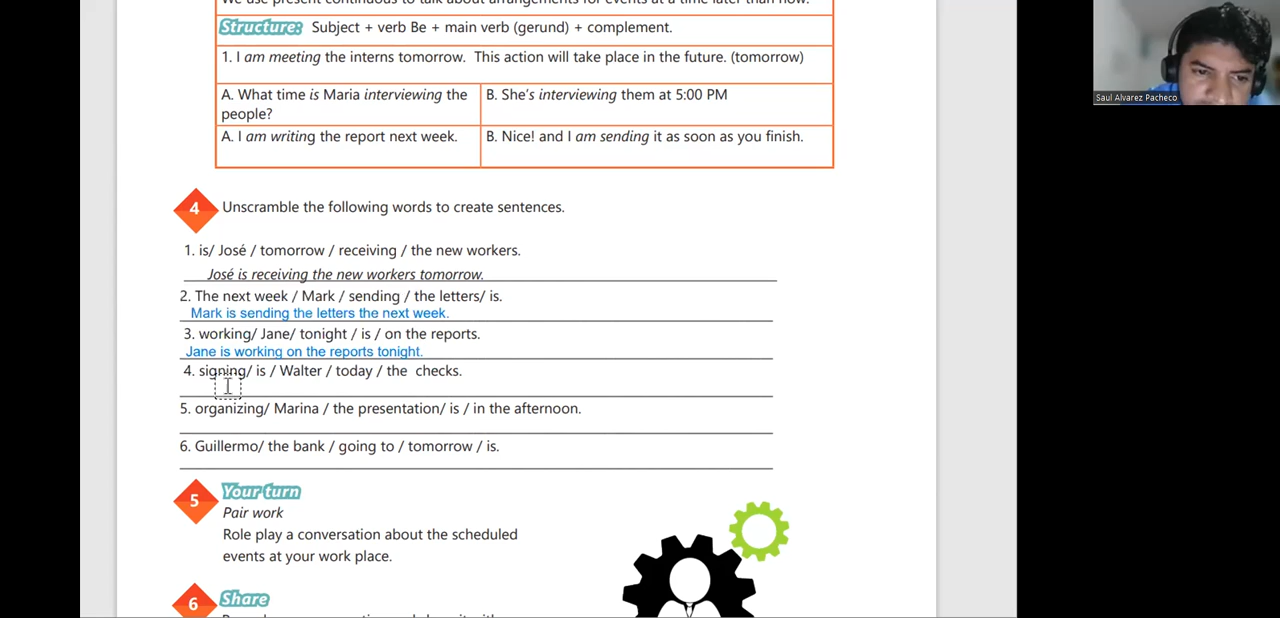 Structure: Subject + verb Be + main verb (gerund) + complement.
1. I am meeting the interns tomorrow. This action will take place in the future. (tomorrow)
A. What time is Maria interviewing the people?
B. She's interviewing them at 5:00 PM
A. I am writing the report next week.
B. Nice! and I am sending it as soon as you finish.
4 Unscramble the following words to create sentences.
1. is/ José / tomorrow / receiving / the new workers.
José is receiving the new workers tomorrow.
2. The next week / Mark / sending / the letters/ is.
Mark is sending the letters the next week.
3. working/ Jane/ tonight / is / on the reports.
Jane is working on the reports tonight.
4. signing/ is / Walter / today / the checks.
5. organizing/ Marina / the presentation/ is / in the afternoon.
6. Guillermo/ the bank / going to / tomorrow / is.
5 Your turn
Pair work
Role play a conversation about the scheduled
events at your work place.
6 Share
Saul Alvarez Pacheco